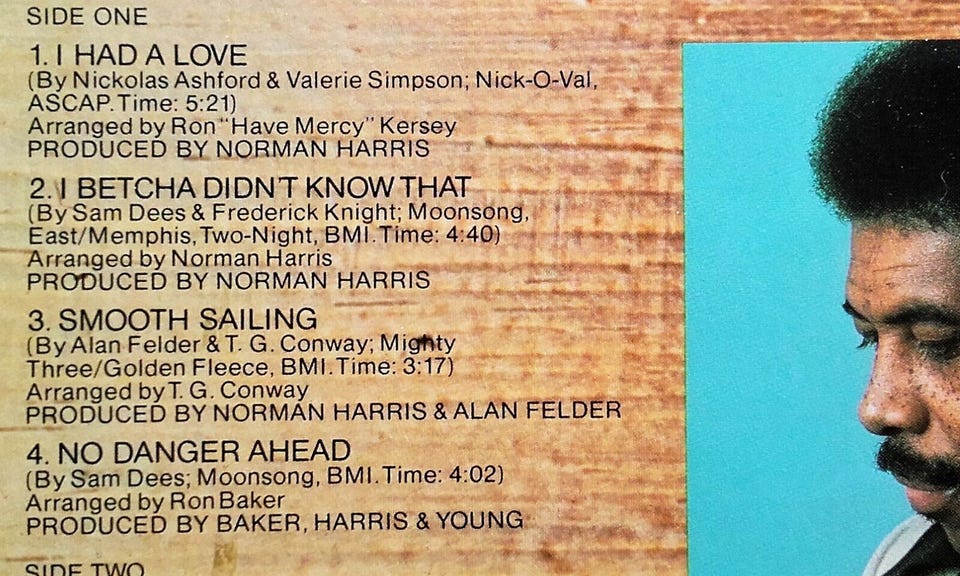 SIDE ONE
1. I HAD A LOVE
(By Nickolas Ashford & Valerie Simpson; Nick-O-Val,
ASCAP. Time: 5:21)
Arranged by Ron "Have Mercy" Kersey
PRODUCED BY NORMAN HARRIS
2. I BETCHA DIDN'T KNOW THAT
(By Sam Dees & Frederick Knight; Moonsong,
East/Memphis, Two-Night, BMI. Time: 4:40)
Arranged by Norman Harris
PRODUCED BY NORMAN HARRIS
3. SMOOTH SAILING
(By Alan Felder & T. G. Conway; Mighty
Three/Golden Fleece, BMI. Time: 3:17)
Arranged by T. G. Conway
PRODUCED BY NORMAN HARRIS & ALAN FELDER
4. NO DANGER AHEAD
(By Sam Dees; Moonsong, BMI. Time: 4:02)
Arranged by Ron Baker
PRODUCED BY BAKER, HARRIS & YOUNG
SIDE TWO